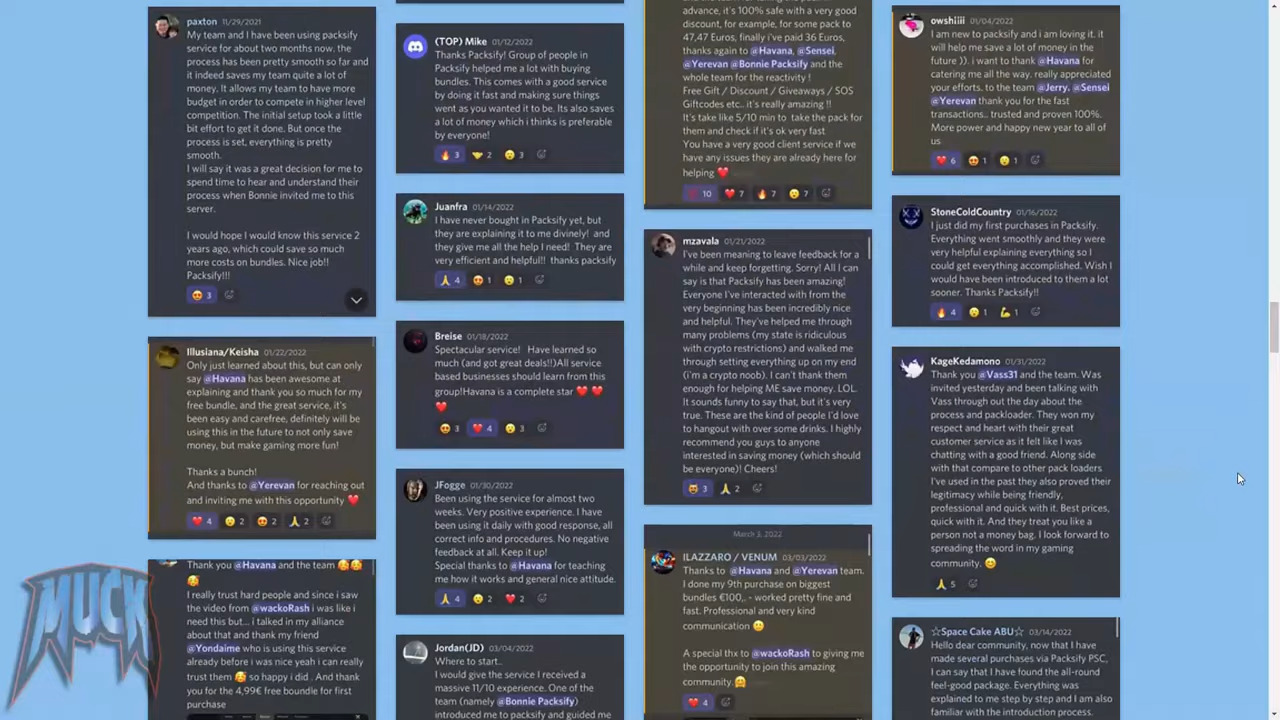 paxton 11/29/2021
My team and I have been using packsify
service for about two months now. the
process has been pretty smooth so far and
it indeed saves my team quite a lot of
money. It allows my team to have more
budget in order to compete in higher level
competition. The initial setup took a little
bit effort to get it done. But once the
process is set, everything is pretty
smooth.
I will say it was a great decision for me to
spend time to hear and understand their
process when Bonnie invited me to this
server.
I would hope I would know this service 2
years ago, which could save so much
more costs on bundles. Nice job!!
Packsify!!!
3
Illusiana/Keisha 01/22/2022
Only just learned about this, but can only
say @Havana has been awesome at
explaining and thank you so much for my
free bundle, and the great service, it's
been easy and carefree, definitely will be
using this in the future to not only save
money, but make gaming more fun!
Thanks a bunch!
And thanks to @Yerevan for reaching out
and inviting me with this opportunity
4 2 2 2
Thank you @Havana and the team
I really trust hard people and since i saw
the video from @wackoRash i was like i
need this but... i talked in my alliance
about that and thank my friend
@Yondaime who is using this service
already before i was nice yeah i can really
trust them so happy i did . And thank
you for the 4,99€ free boundle for first
purchase
MUCK
(TOP) Mike 01/12/2022
Thanks Packsify! Group of people in
Packsify helped me a lot with buying
bundles. This comes with a good service
by doing it fast and making sure things
went as you wanted it to be. Its also saves
a lot of money which i thinks is preferable
by everyone!
3 2 3
Juanfra 01/14/2022
I have never bought in Packsify yet, but
they are explaining it to me divinely! and
they give me all the help I need! They are
very efficient and helpful!! thanks packsify
4 1 1
Breise 01/18/2022
Spectacular service! Have learned so
much (and got great deals!!)All service
based businesses should learn from this
group!Havana is a complete star
3 4 3
JFogge 01/30/2022
Been using the service for almost two
weeks. Very positive experience. I have
been using it daily with good response, all
correct info and procedures. No negative
feedback at all. Keep it up!
Special thanks to @Havana for teaching
me how it works and general nice attitude.
4 2 2
Jordan(JD) 03/04/2022
Where to start..
I would give the service I received a
massive 11/10 experience. One of the
team (namely @Bonnie Packsify)
introduced me to packsify and guided me
it's 100% safe with a very good
discount, for example, for some pack to
47,47 Euros, finally i've paid 36 Euros,
thanks again to @Havana, @Sensei,
@Yerevan @Bonnie Packsify and the
whole team for the reactivity !
Free Gift / Discount / Giveaways / SOS
Giftcodes etc.. it's really amazing !!
It's take like 5/10 min to take the pack for
them and check if it's ok very fast
You have a very good client service if we
have any issues they are already here for
helping
10 7 7 7
mzavala 01/21/2022
I've been meaning to leave feedback for a
while and keep forgetting. Sorry! All I can
say is that Packsify has been amazing!
Everyone I've interacted with from the
very beginning has been incredibly nice
and helpful. They've helped me through
many problems (my state is ridiculous
with crypto restrictions) and walked me
through setting everything up on my end
(i'm a crypto noob). I can't thank them
enough for helping ME save money. LOL.
It sounds funny to say that, but it's very
true. These are the kind of people I'd love
to hangout with over some drinks. I highly
recommend you guys to anyone
interested in saving money (which should
be everyone)! Cheers!
3 2
March 3, 2022
ILAZZARO / VENUM 03/03/2022
Thanks to @Havana and @Yerevan team.
I done my 9th purchase on biggest
bundles €100,. - worked pretty fine and
fast. Professional and very kind
communication
A special thx to @wackoRash to giving me
the opportunity to join this amazing
community.
4
owshiiii 01/04/2022
I am new to packsify and i am loving it. it
will help me save a lot of money in the
future )). i want to thank @Havana for
catering me all the way. really appreciated
your efforts, to the team @Jerry, @Sensei
@Yerevan thank you for the fast
transactions.. trusted and proven 100%.
More power and happy new year to all of
us
6 1 1
StoneColdCountry 01/16/2022
I just did my first purchases in Packsify.
Everything went smoothly and they were
very helpful explaining everything so I
could get everything accomplished. Wish I
would have been introduced to them a lot
sooner. Thanks Packsify!!
4 1 1
KageKedamono 01/31/2022
Thank you @Vass31 and the team. Was
invited yesterday and been talking with
Vass through out the day about the
process and packloader. They won my
respect and heart with their great
customer service as it felt like I was
chatting with a good friend. Along side
with that compare to other pack loaders
I've used in the past they also proved their
legitimacy while being friendly,
professional and quick with it. Best prices,
quick with it. And they treat you like a
person not a money bag. I look forward to
spreading the word in my gaming
community.
5
☆Space Cake ABU☆ 03/14/2022
Hello dear community, now that I have
made several purchases via Packsify PSC,
I can say that I have found the all-round
feel-good package. Everything was
explained to me step by step and I am also
familiar with the introduction process.